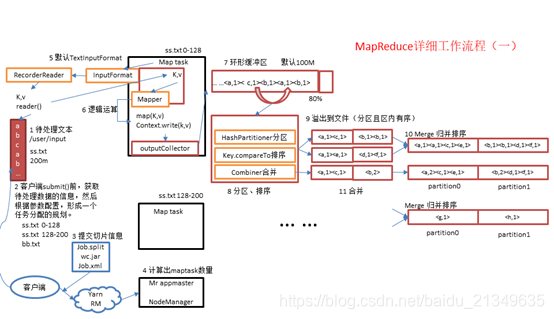 MapReduce详细工作流程（一）
ss.txt 0-128
5 默认TextInputFormat
Map task
7 环形缓冲区 默认100M
RecorderReader
InputFormat
K,v
... ...<a,1><c,1><b,1><a,1><b,1>
80%
K,v
reader()
Mapper
6 逻辑运算
map(K,v)
Context.write(k,v)
outputCollector
1 待处理文本
/user/input
ss.txt
200m
a
b
c
a
b
...
9 溢出到文件（分区且区内有序）
HashPartitioner分区
Key.compareTo排序
Combiner合并
8 分区、排序
<a,1><c,1>
<b,1><b,1>
<a,1><a,1>
<d,1><f,1>
<a,2><c,1>
<b,2>
11 合并
10 Merge 归并排序
<a,1><a,1><a,1><c,1>
<b,1><b,1><d,1><f,1>
<a,2><c,1><a,1>
<b,2><d,1><f,1>
partition0
partition1
2 客户端submit()前，获取
待处理数据的信息，然后
根据参数配置，形成一个
任务分配的规划。
ss.txt 0-128
ss.txt 128-200
bb.txt
ss.txt 128-200
Map task
... ...
Merge 归并排序
<g,1>
<h,1>
partition0
partition1
3 提交切片信息
Job.split
wc.jar
Job.xml
4 计算出maptask数量
客户端
Yarn
RM
Mr appmaster
NodeManager
https://blog.csdn.net/baidu_21349635